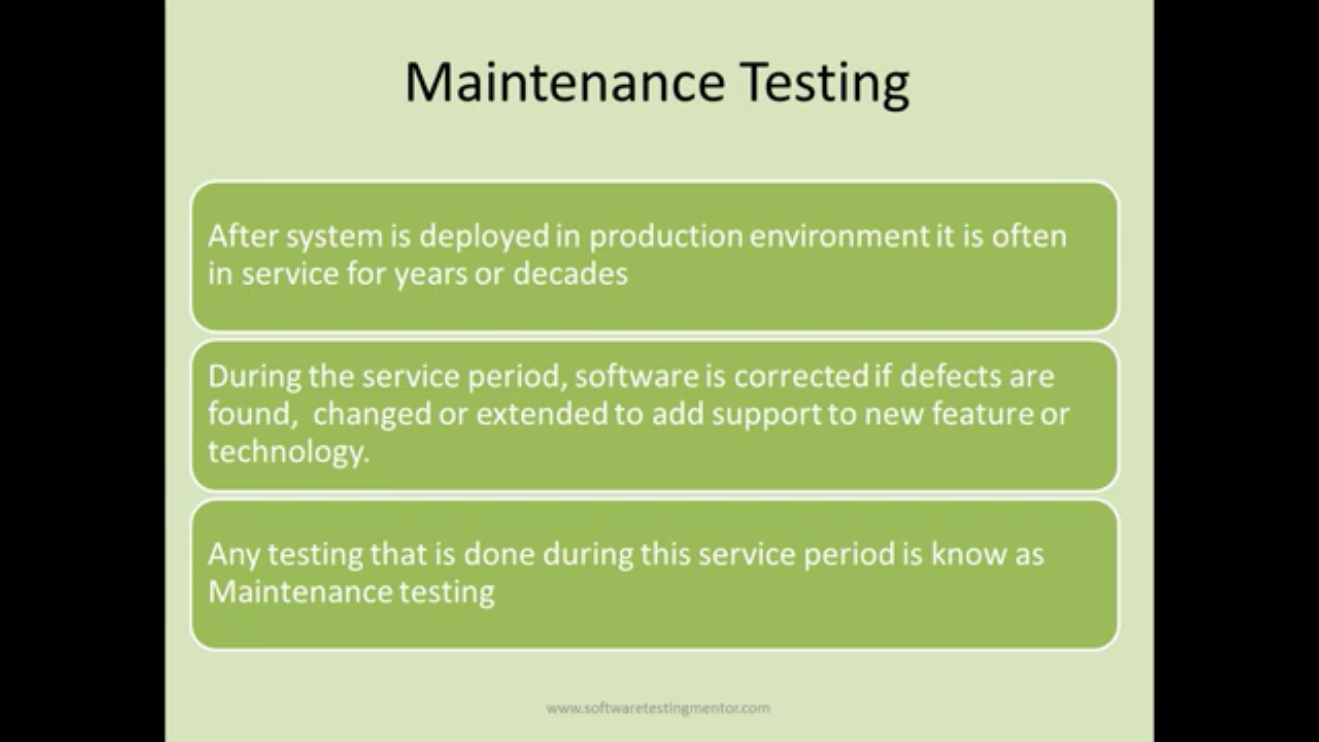 Maintenance Testing
After system is deployed in production environment it is often
in service for years or decades
During the service period, software is corrected if defects are
found,  changed or extended to add support to new feature or
technology.
Any testing that is done during this service period is know as
Maintenance testing
www.softwaretestingmentor.com